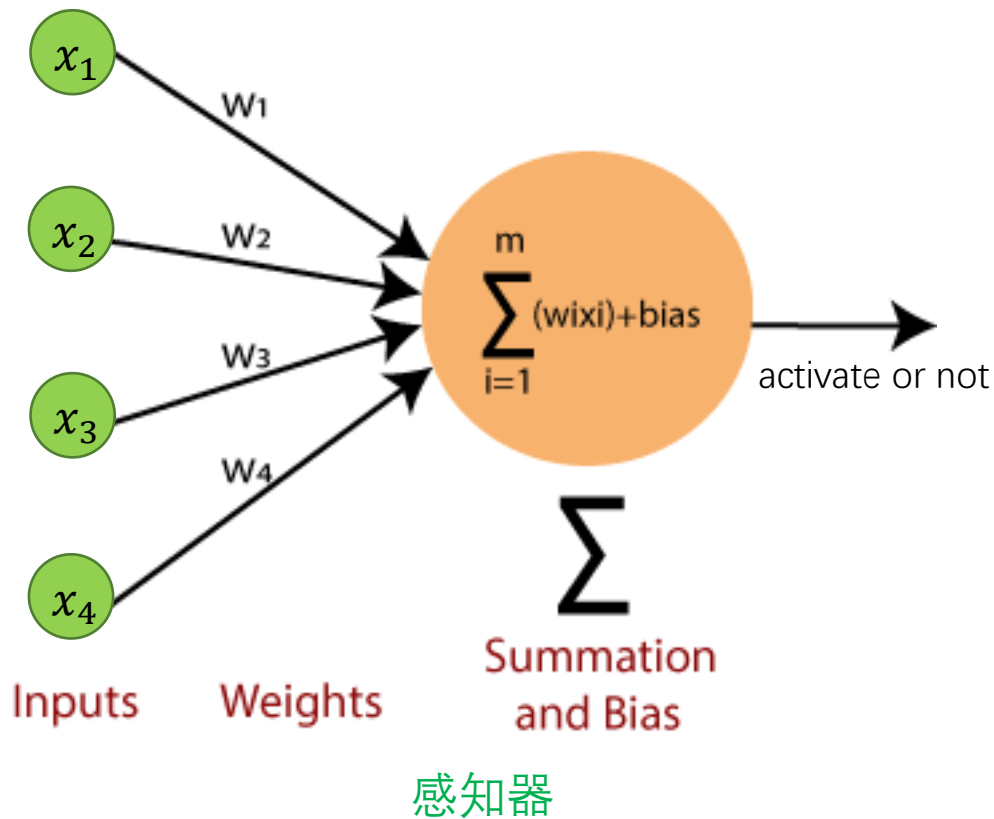 x₁
W1
x₂
W2
m
∑(wixi)+bias
i=1
activate or not
W3
x₃
W4
x₄
∑
Inputs
Weights
Summation
and Bias
感知器